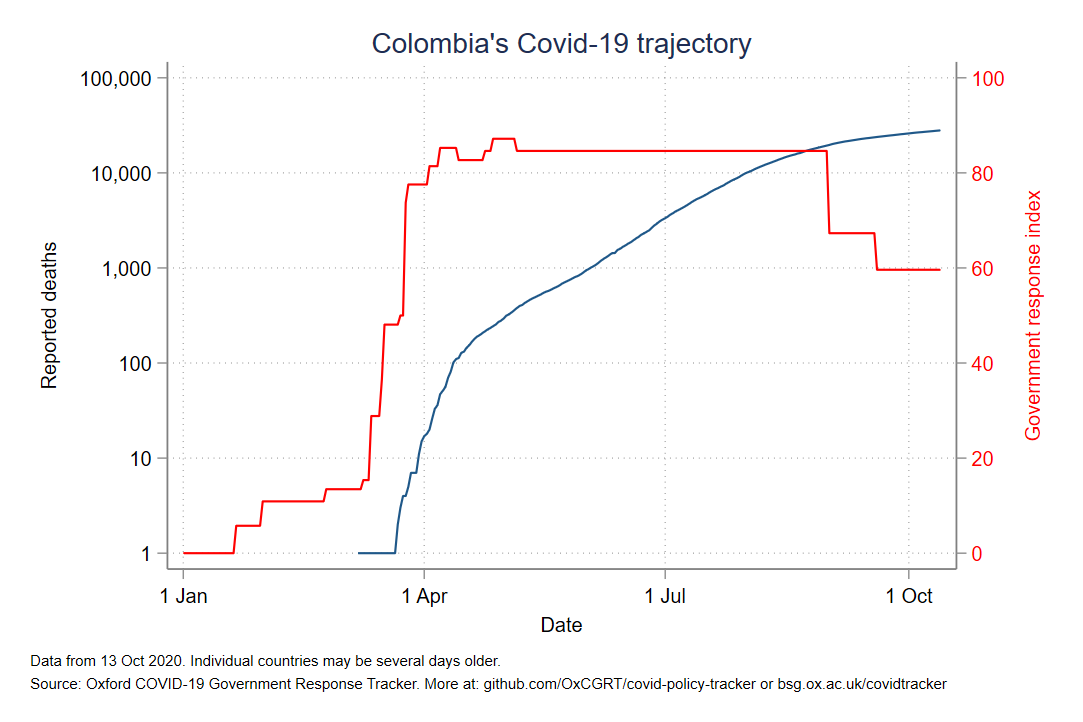 Colombia's Covid-19 trajectory
100,000
10,000
1,000
100
10
1
Reported deaths
100
80
60
40
20
0
Government response index
1 Jan
1 Apr
1 Jul
1 Oct
Date
Data from 13 Oct 2020. Individual countries may be several days older.
Source: Oxford COVID-19 Government Response Tracker. More at: github.com/OxCGRT/covid-policy-tracker or bsg.ox.ac.uk/covidtracker